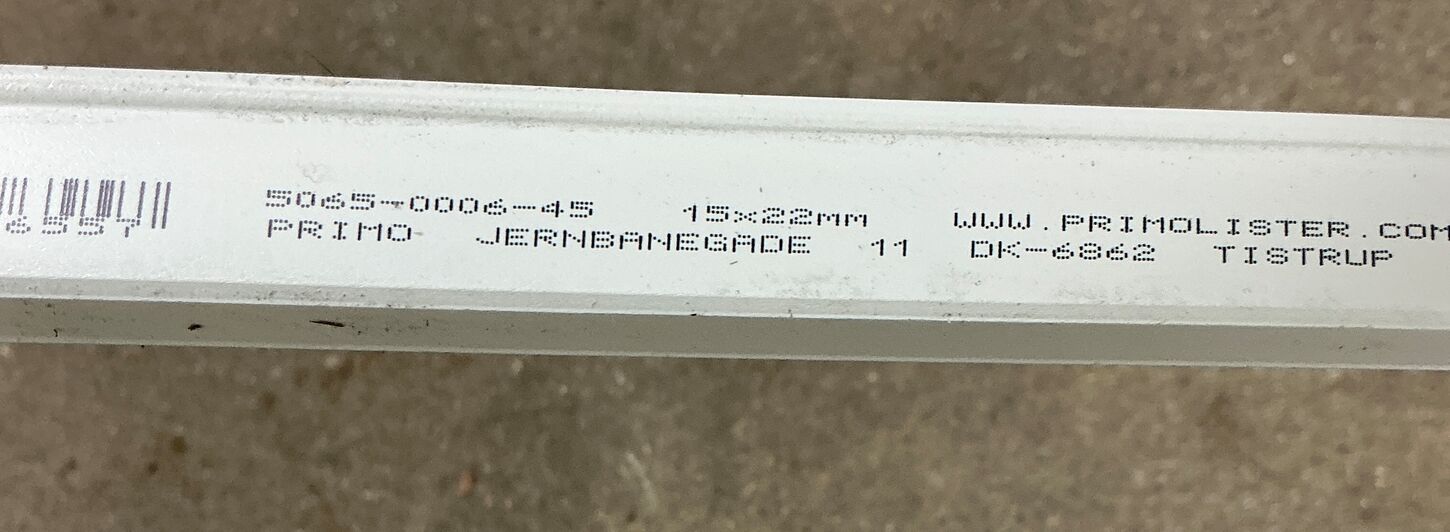 5065-0006-45 15x22mm WWW.PRIMOLISTER.COM
PRIMO JERNBANEGADE 11 DK-6862 TISTRUP